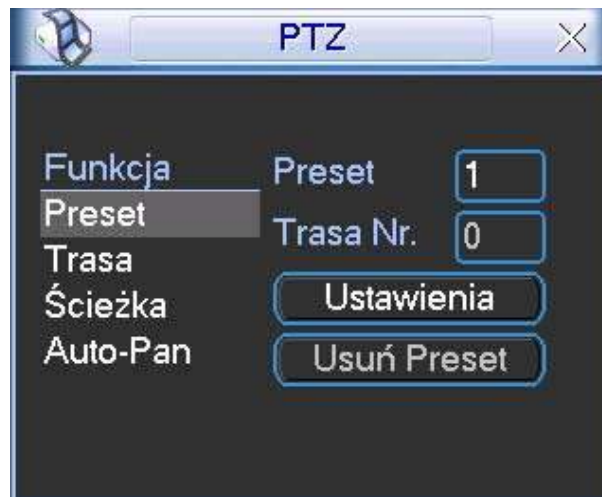 PTZ
Funkcja
Preset
Trasa
Ścieżka
Auto-Pan
Preset 1
Trasa Nr. 0
Ustawienia
Usuń Preset